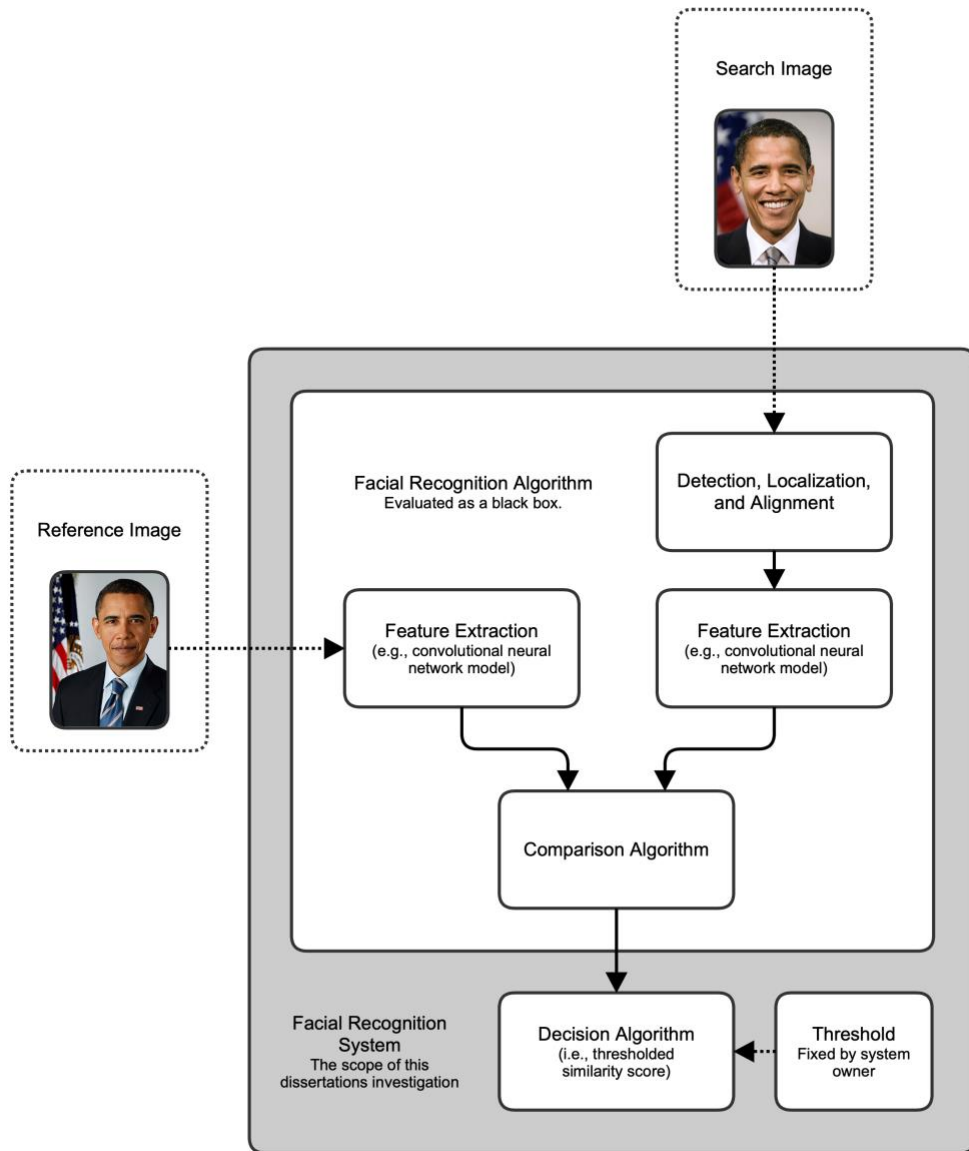 Search Image
Detection, Localization,
and Alignment
Facial Recognition Algorithm
Evaluated as a black box.
Reference Image
Feature Extraction
(e.g., convolutional neural
network model)
Feature Extraction
(e.g., convolutional neural
network model)
Comparison Algorithm
Facial Recognition
System
The scope of this
dissertations investigation
Decision Algorithm
(i.e., thresholded
similarity score)
Threshold
Fixed by system
owner